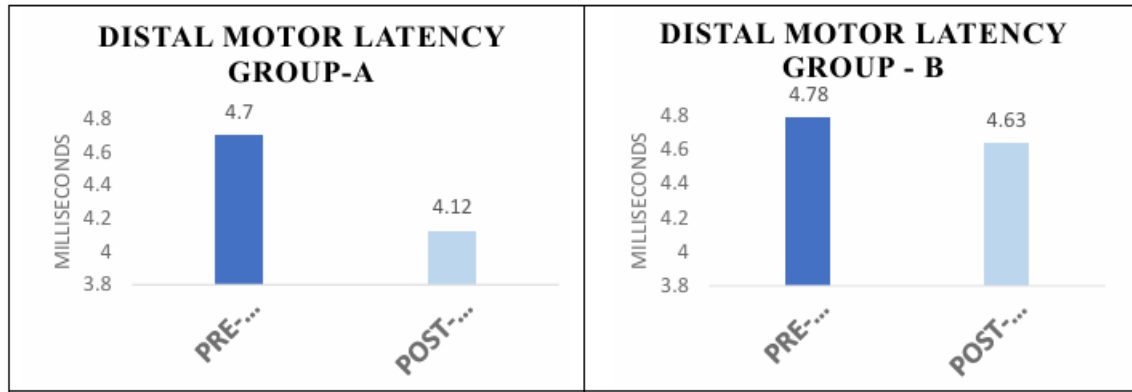 DISTAL MOTOR LATENCY
GROUP-A
4.7
4.12
4.8
4.6
4.4
4.2
4
3.8
MILLISECONDS
PRE-...
POST-...
DISTAL MOTOR LATENCY
GROUP - B
4.78
4.63
4.8
4.6
4.4
4.2
4
3.8
MILLISECONDS
PRE-...
POST-...